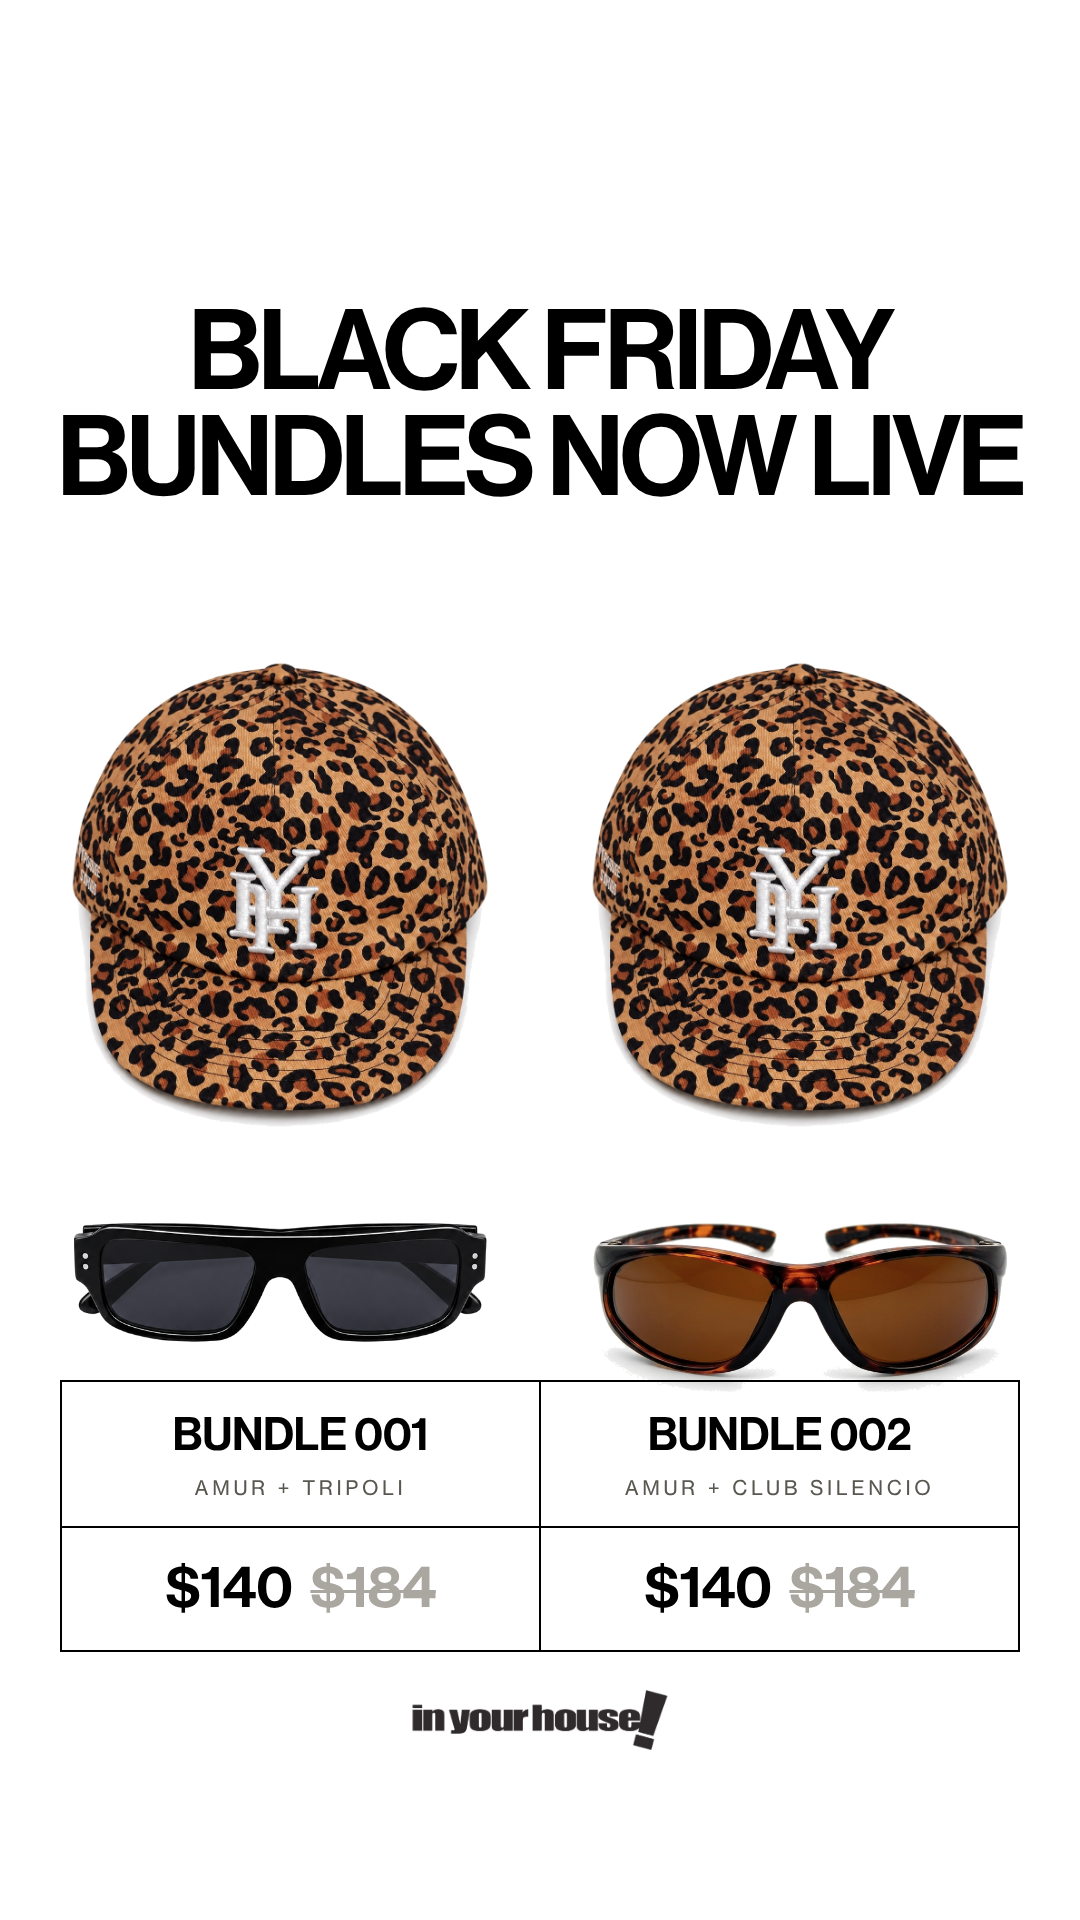 BLACK FRIDAY
BUNDLES NOW LIVE
BUNDLE 001
AMUR + TRIPOLI
$140 $184
BUNDLE 002
AMUR + CLUB SILENCIO
$140 $184
in your house!